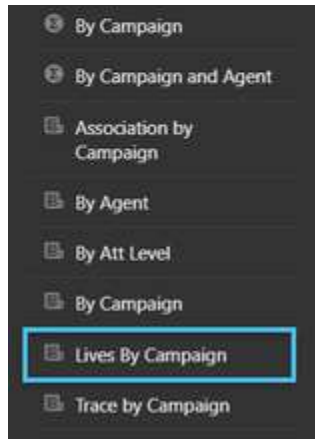 By Campaign
By Campaign and Agent
Association by
Campaign
By Agent
By Att Level
By Campaign
Lives By Campaign
Trace by Campaign